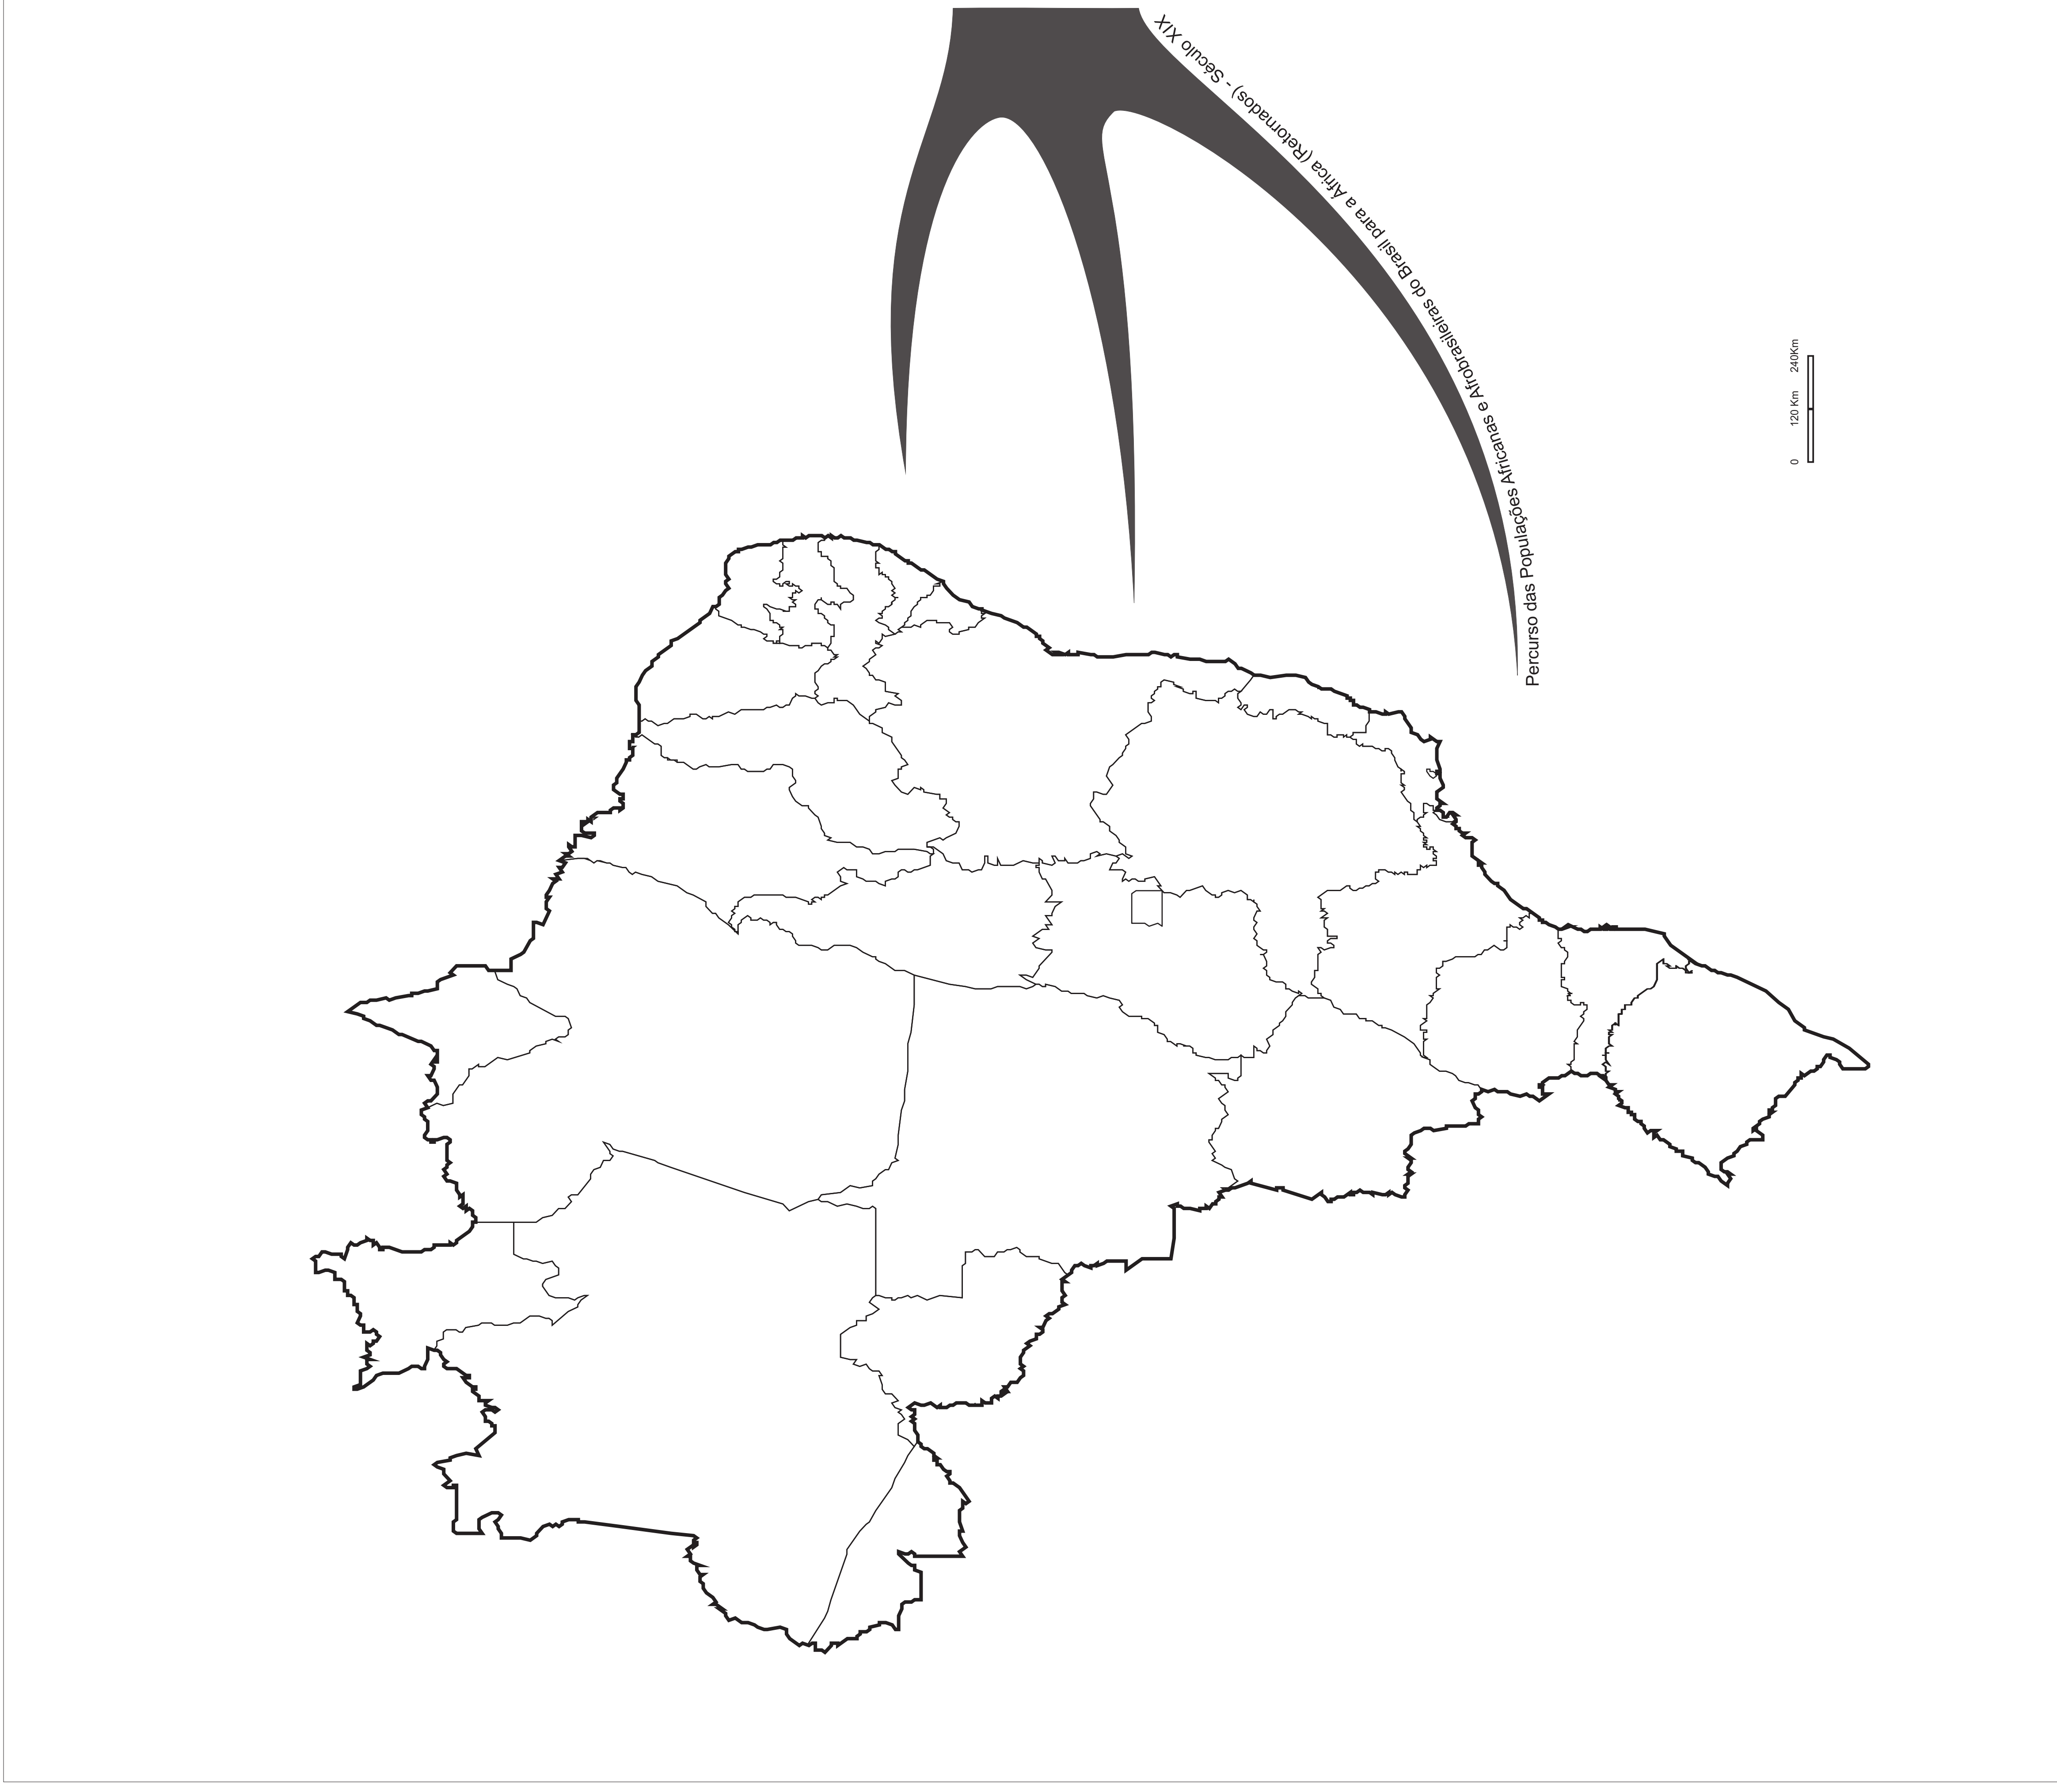 Percurso das Populações Africanas e Afrobrasileiras do Brasil para a África (Retornados) - Século XIX
0 120 Km 240Km